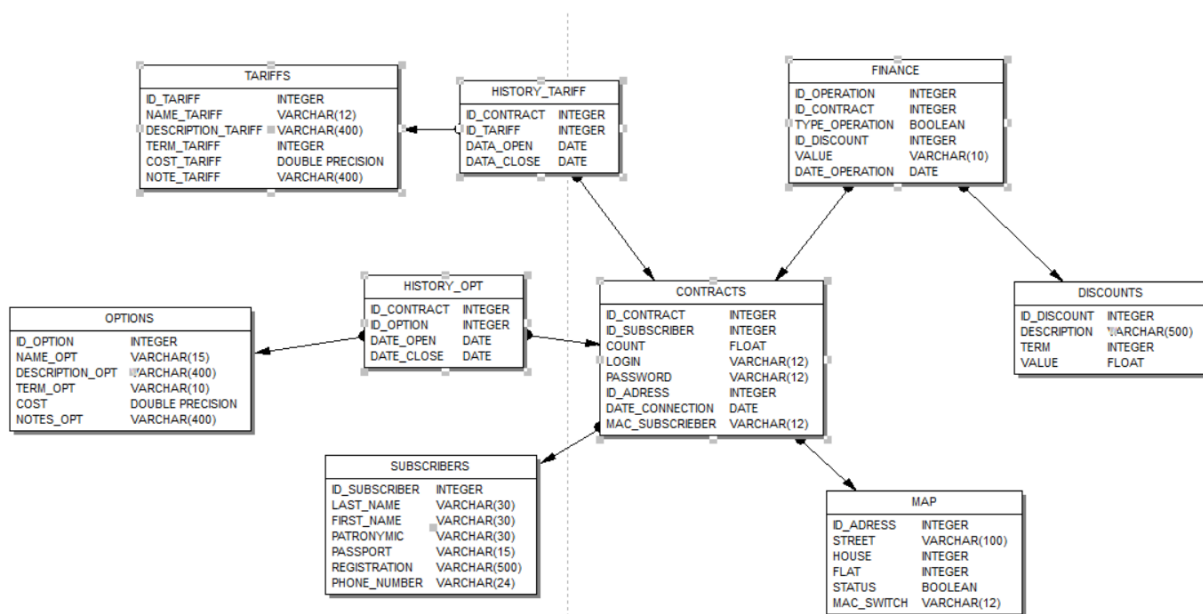 TARIFFS
ID_TARIFF INTEGER
NAME_TARIFF VARCHAR(12)
DESCRIPTION_TARIFF VARCHAR(400)
TERM_TARIFF INTEGER
COST_TARIFF DOUBLE PRECISION
NOTE_TARIFF VARCHAR(400)
HISTORY_TARIFF
ID_CONTRACT INTEGER
ID_TARIFF INTEGER
DATA_OPEN DATE
DATA_CLOSE DATE
FINANCE
ID_OPERATION INTEGER
ID_CONTRACT INTEGER
TYPE_OPERATION BOOLEAN
ID_DISCOUNT INTEGER
VALUE VARCHAR(10)
DATE_OPERATION DATE
OPTIONS
ID_OPTION INTEGER
NAME_OPT VARCHAR(15)
DESCRIPTION_OPT VARCHAR(400)
TERM_OPT VARCHAR(10)
COST DOUBLE PRECISION
NOTES_OPT VARCHAR(400)
HISTORY_OPT
ID_CONTRACT INTEGER
ID_OPTION INTEGER
DATE_OPEN DATE
DATE_CLOSE DATE
CONTRACTS
ID_CONTRACT INTEGER
ID_SUBSCRIBER INTEGER
COUNT FLOAT
LOGIN VARCHAR(12)
PASSWORD VARCHAR(12)
ID_ADRESS INTEGER
DATE_CONNECTION DATE
MAC_SUBSCRIEBER VARCHAR(12)
DISCOUNTS
ID_DISCOUNT INTEGER
DESCRIPTION VARCHAR(500)
TERM INTEGER
VALUE FLOAT
SUBSCRIBERS
ID_SUBSCRIBER INTEGER
LAST_NAME VARCHAR(30)
FIRST_NAME VARCHAR(30)
PATRONYMIC VARCHAR(30)
PASSPORT VARCHAR(15)
REGISTRATION VARCHAR(500)
PHONE_NUMBER VARCHAR(24)
MAP
ID_ADRESS INTEGER
STREET VARCHAR(100)
HOUSE INTEGER
FLAT INTEGER
STATUS BOOLEAN
MAC_SWITCH VARCHAR(12)